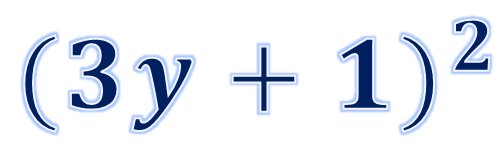 (3y + 1)²